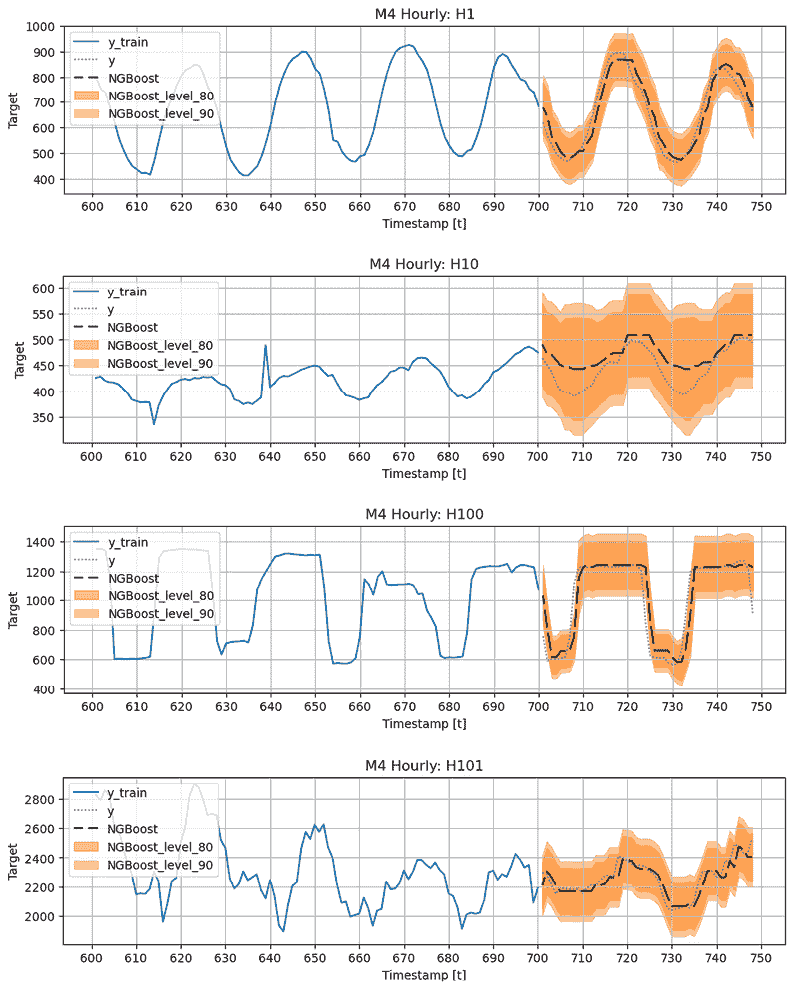 M4 Hourly: H1
1000
900
800
700
600
500
400
Target
y_train
y
NGBoost
NGBoost_level_80
NGBoost_level_90
600 610 620 630 640 650 660 670 680 690 700 710 720 730 740 750
Timestamp [t]
M4 Hourly: H10
600
550
500
450
400
350
Target
y_train
y
NGBoost
NGBoost_level_80
NGBoost_level_90
600 610 620 630 640 650 660 670 680 690 700 710 720 730 740 750
Timestamp [t]
M4 Hourly: H100
1400
1200
1000
800
600
400
Target
y_train
y
NGBoost
NGBoost_level_80
NGBoost_level_90
600 610 620 630 640 650 660 670 680 690 700 710 720 730 740 750
Timestamp [t]
M4 Hourly: H101
2800
2600
2400
2200
2000
Target
y_train
y
NGBoost
NGBoost_level_80
NGBoost_level_90
600 610 620 630 640 650 660 670 680 690 700 710 720 730 740 750
Timestamp [t]